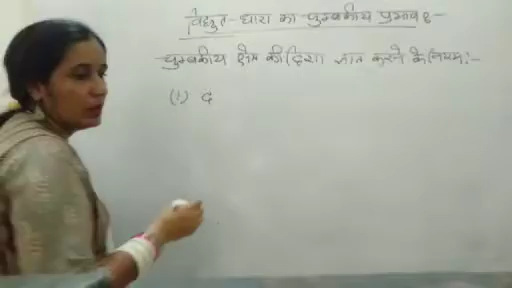 विद्युत-धारा का चुम्बकीय प्रभाव :-
चुम्बकीय क्षेत्र की दिशा ज्ञात करने के नियम :-
(1) द